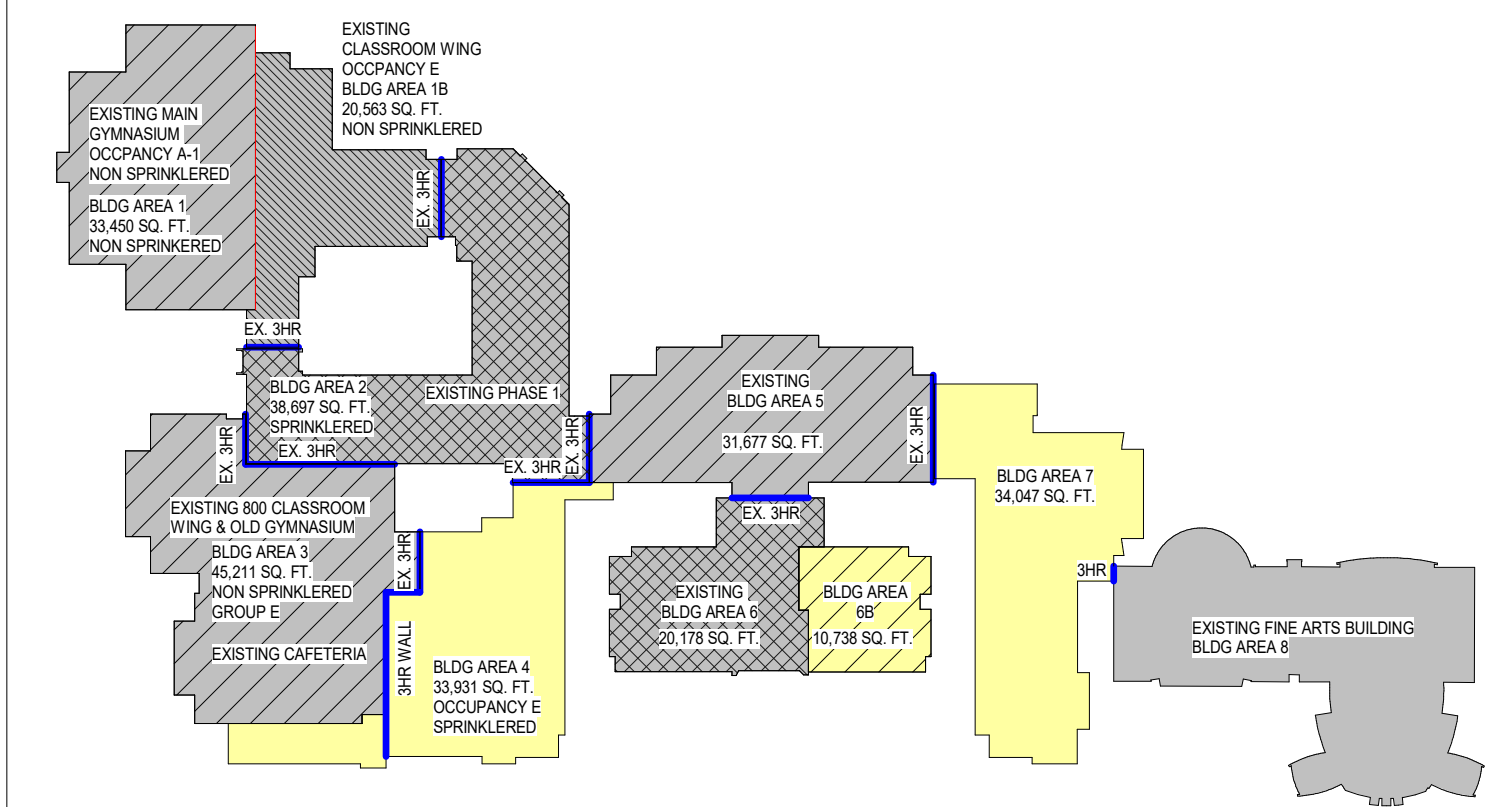 EXISTING
CLASSROOM WING
OCCPANCY E
BLDG AREA 1B
20,563 SQ. FT.
NON SPRINKLERED
EXISTING MAIN
GYMNASIUM
OCCPANCY A-1
NON SPRINKLERED
BLDG AREA 1
33,450 SQ. FT.
NON SPRINKERED
EX. 3HR
EX. 3HR
BLDG AREA 2
38,697 SQ. FT.
SPRINKLERED
EXISTING PHASE 1
EX. 3HR
EX. 3HR
EX. 3HR
EX. 3HR
EXISTING
BLDG AREA 5
31,677 SQ. FT.
EX. 3HR
EX. 3HR
EXISTING 800 CLASSROOM
WING & OLD GYMNASIUM
BLDG AREA 3
45,211 SQ. FT.
NON SPRINKLERED
GROUP E
EXISTING CAFETERIA
EX. 3HR
3HR WALL
BLDG AREA 4
33,931 SQ. FT.
OCCUPANCY E
SPRINKLERED
EXISTING
BLDG AREA 6
20,178 SQ. FT.
BLDG AREA
6B
10,738 SQ. FT.
BLDG AREA 7
34,047 SQ. FT.
3HR
EXISTING FINE ARTS BUILDING
BLDG AREA 8